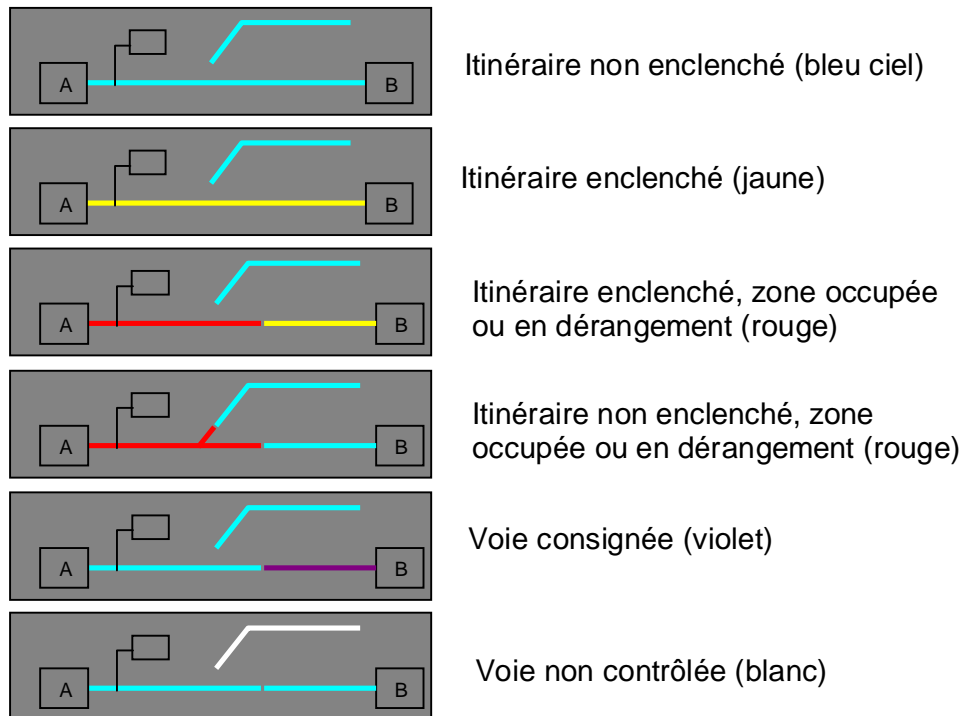 A B Itinéraire non enclenché (bleu ciel)
A B Itinéraire enclenché (jaune)
Itinéraire enclenché, zone occupée
A B ou en dérangement (rouge)
Itinéraire non enclenché, zone
A B occupée ou en dérangement (rouge)
A B Voie consignée (violet)
A B Voie non contrôlée (blanc)